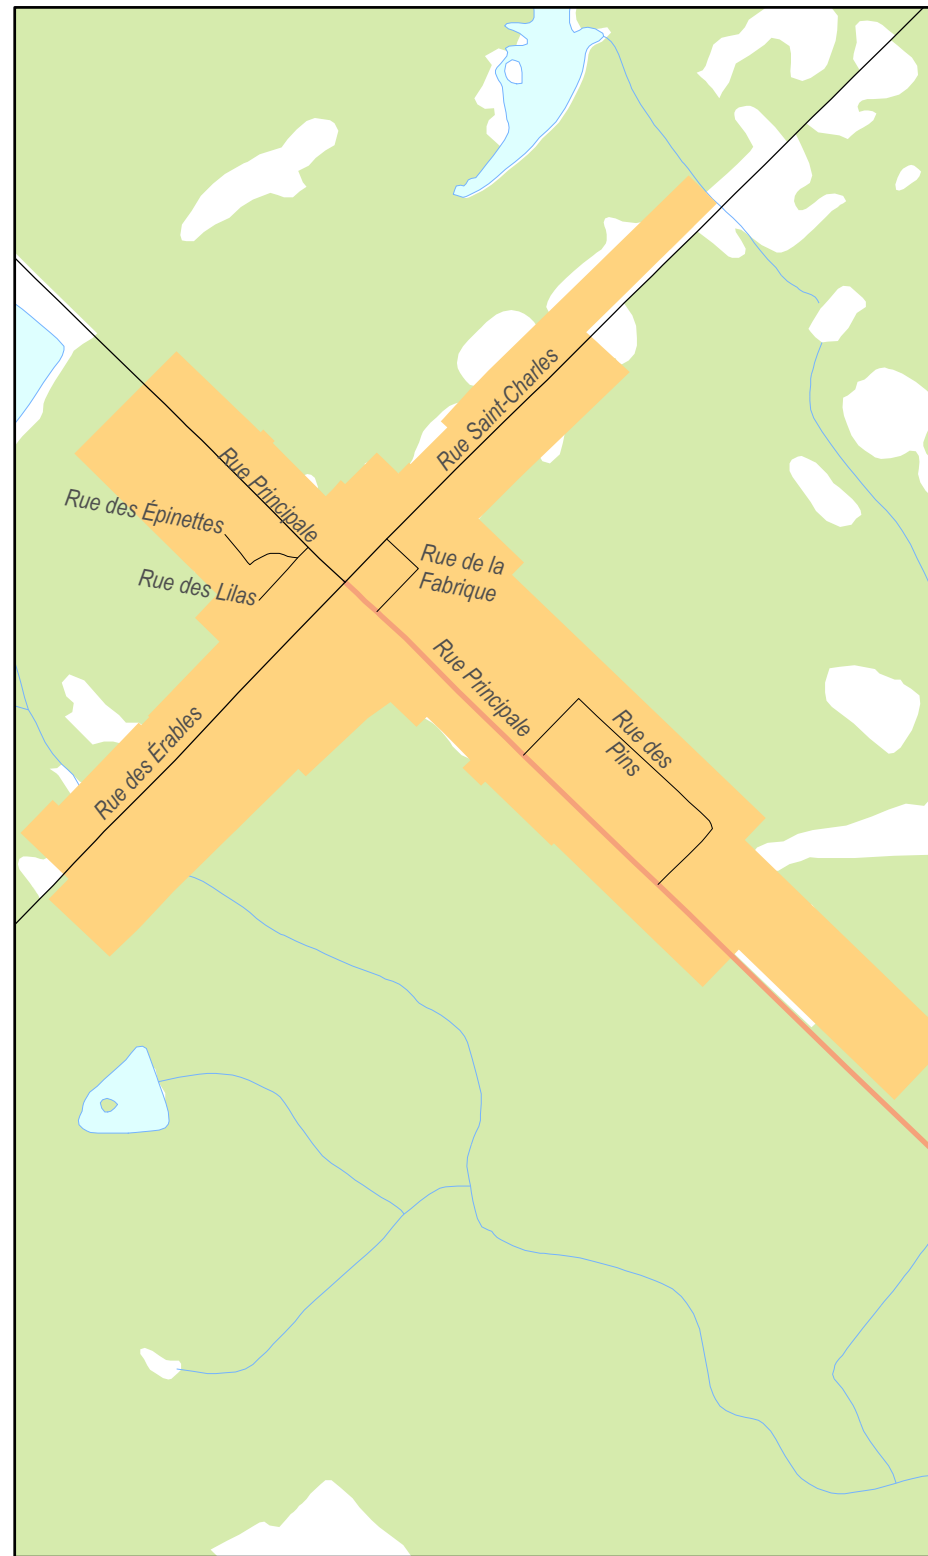 Rue Saint-Charles
Rue Principale
Rue des Épinettes
Rue de la
Fabrique
Rue des Lilas
Rue Principale
Rue des
Pins
Rue des Érables